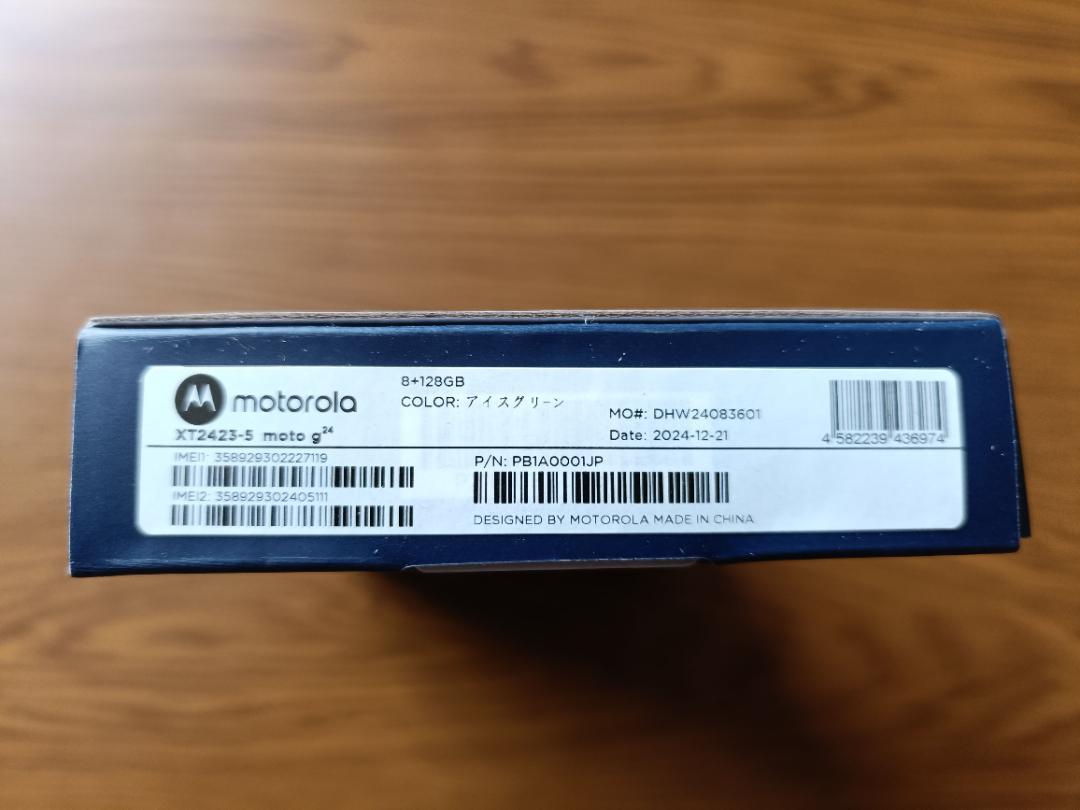 motorola
XT2423-5 moto g24
8+128GB
COLOR: アイスグリーン
MO#: DHW24083601
Date: 2024-12-21
4 582239 436974
IMEI1: 358929302227119
IMEI2: 358929302405111
P/N: PB1A0001JP
DESIGNED BY MOTOROLA MADE IN CHINA